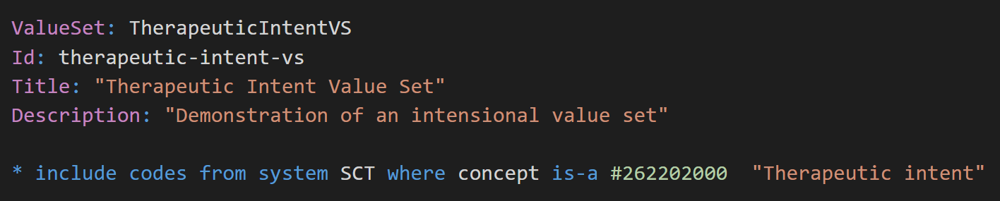 ValueSet: TherapeuticIntentVS
Id: therapeutic-intent-vs
Title: "Therapeutic Intent Value Set"
Description: "Demonstration of an intensional value set"
* include codes from system SCT where concept is-a #262202000  "Therapeutic intent"